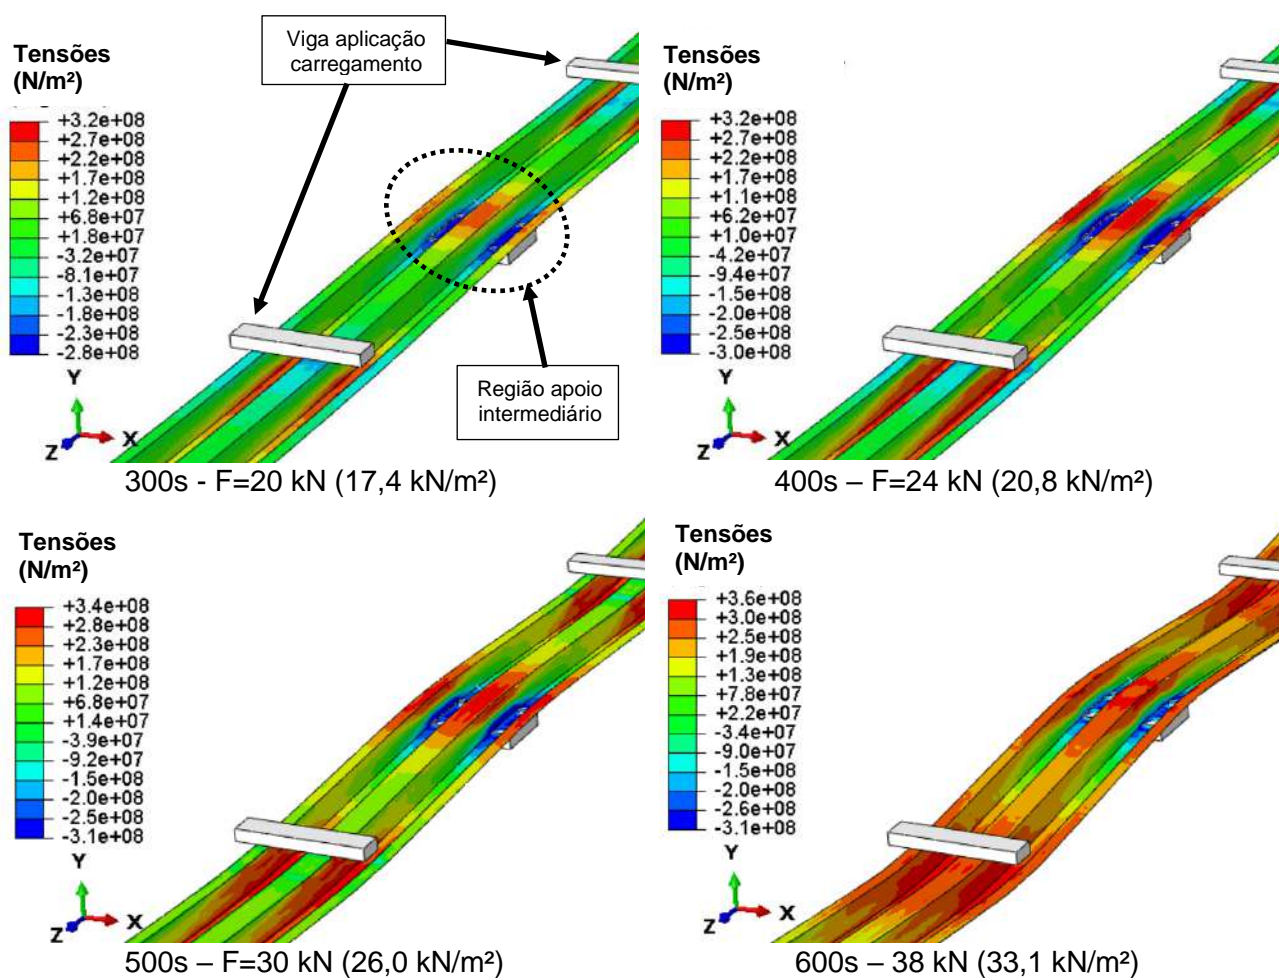 Tensões
(N/m²)
+3.2e+08
+2.7e+08
+2.2e+08
+1.7e+08
+1.2e+08
+6.8e+07
+1.8e+07
-3.2e+07
-8.1e+07
-1.3e+08
-1.8e+08
-2.3e+08
-2.8e+08
Viga aplicação
carregamento
Região apoio
intermediário
Y
X
Z
300s - F=20 kN (17,4 kN/m²)
Tensões
(N/m²)
+3.2e+08
+2.7e+08
+2.2e+08
+1.7e+08
+1.1e+08
+6.2e+07
+1.0e+07
-4.2e+07
-9.4e+07
-1.5e+08
-2.0e+08
-2.5e+08
-3.0e+08
Y
X
Z
400s – F=24 kN (20,8 kN/m²)
Tensões
(N/m²)
+3.4e+08
+2.8e+08
+2.3e+08
+1.7e+08
+1.2e+08
+6.8e+07
+1.4e+07
-3.9e+07
-9.2e+07
-1.5e+08
-2.0e+08
-2.5e+08
-3.1e+08
Y
X
Z
500s – F=30 kN (26,0 kN/m²)
Tensões
(N/m²)
+3.6e+08
+3.0e+08
+2.5e+08
+1.9e+08
+1.3e+08
+7.8e+07
+2.2e+07
-3.4e+07
-9.0e+07
-1.5e+08
-2.0e+08
-2.6e+08
-3.1e+08
Y
X
Z
600s – 38 kN (33,1 kN/m²)